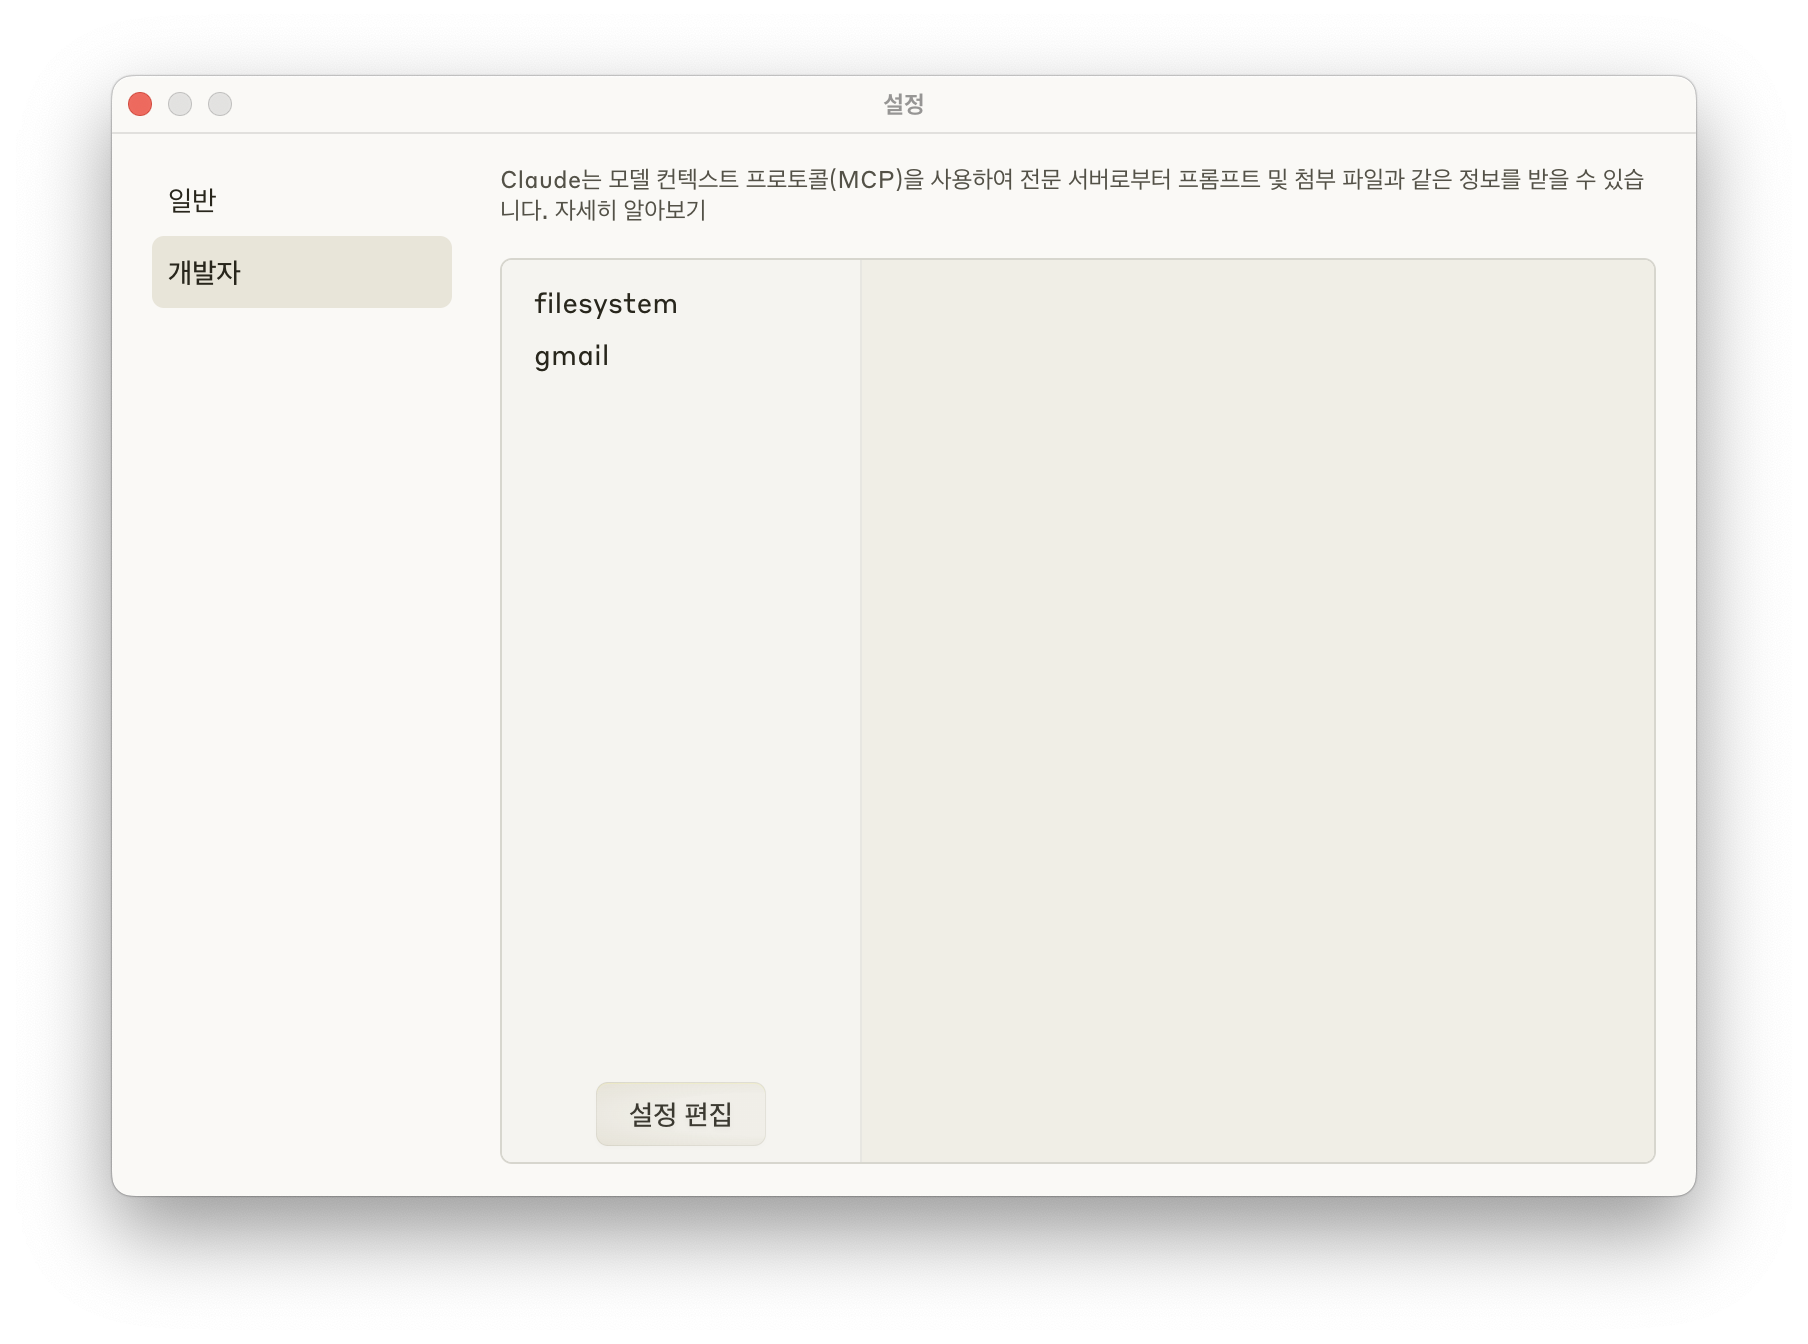 설정
일반
개발자
Claude는 모델 컨텍스트 프로토콜(MCP)을 사용하여 전문 서버로부터 프롬프트 및 첨부 파일과 같은 정보를 받을 수 있습
니다. 자세히 알아보기
filesystem
gmail
설정 편집